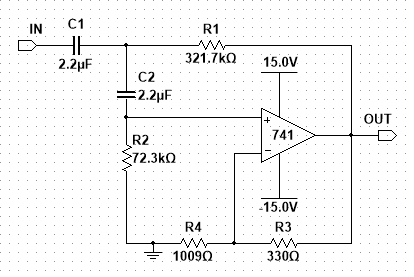 IN
C1
2.2µF
R1
321.7kΩ
C2
2.2µF
15.0V
+
741
−
OUT
R2
72.3kΩ
-15.0V
R4
1009Ω
R3
330Ω